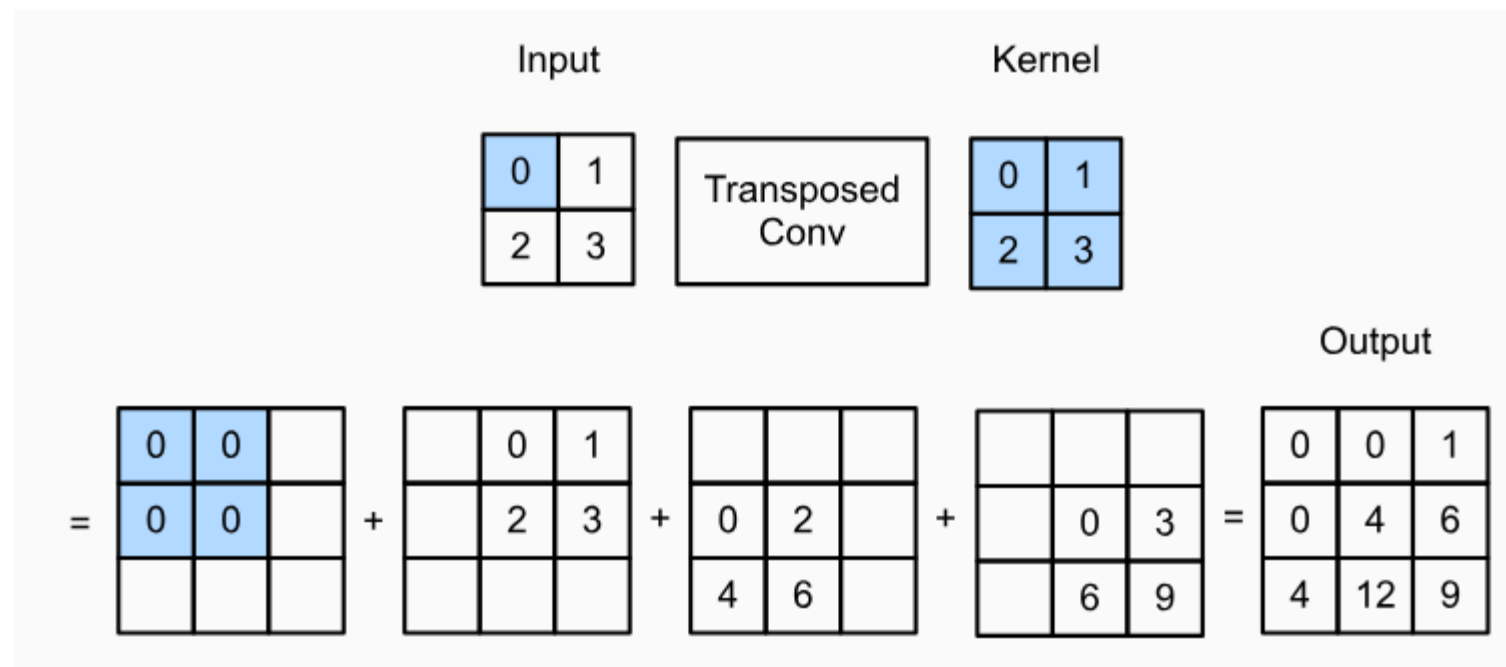 Input Kernel
0 1 Transposed Conv 0 1
2 3 2 3
Output
0 0 0 1 0 0 1
= 0 0 + 2 3 + 0 2 + 0 3 = 0 4 6
4 6 6 9 4 12 9